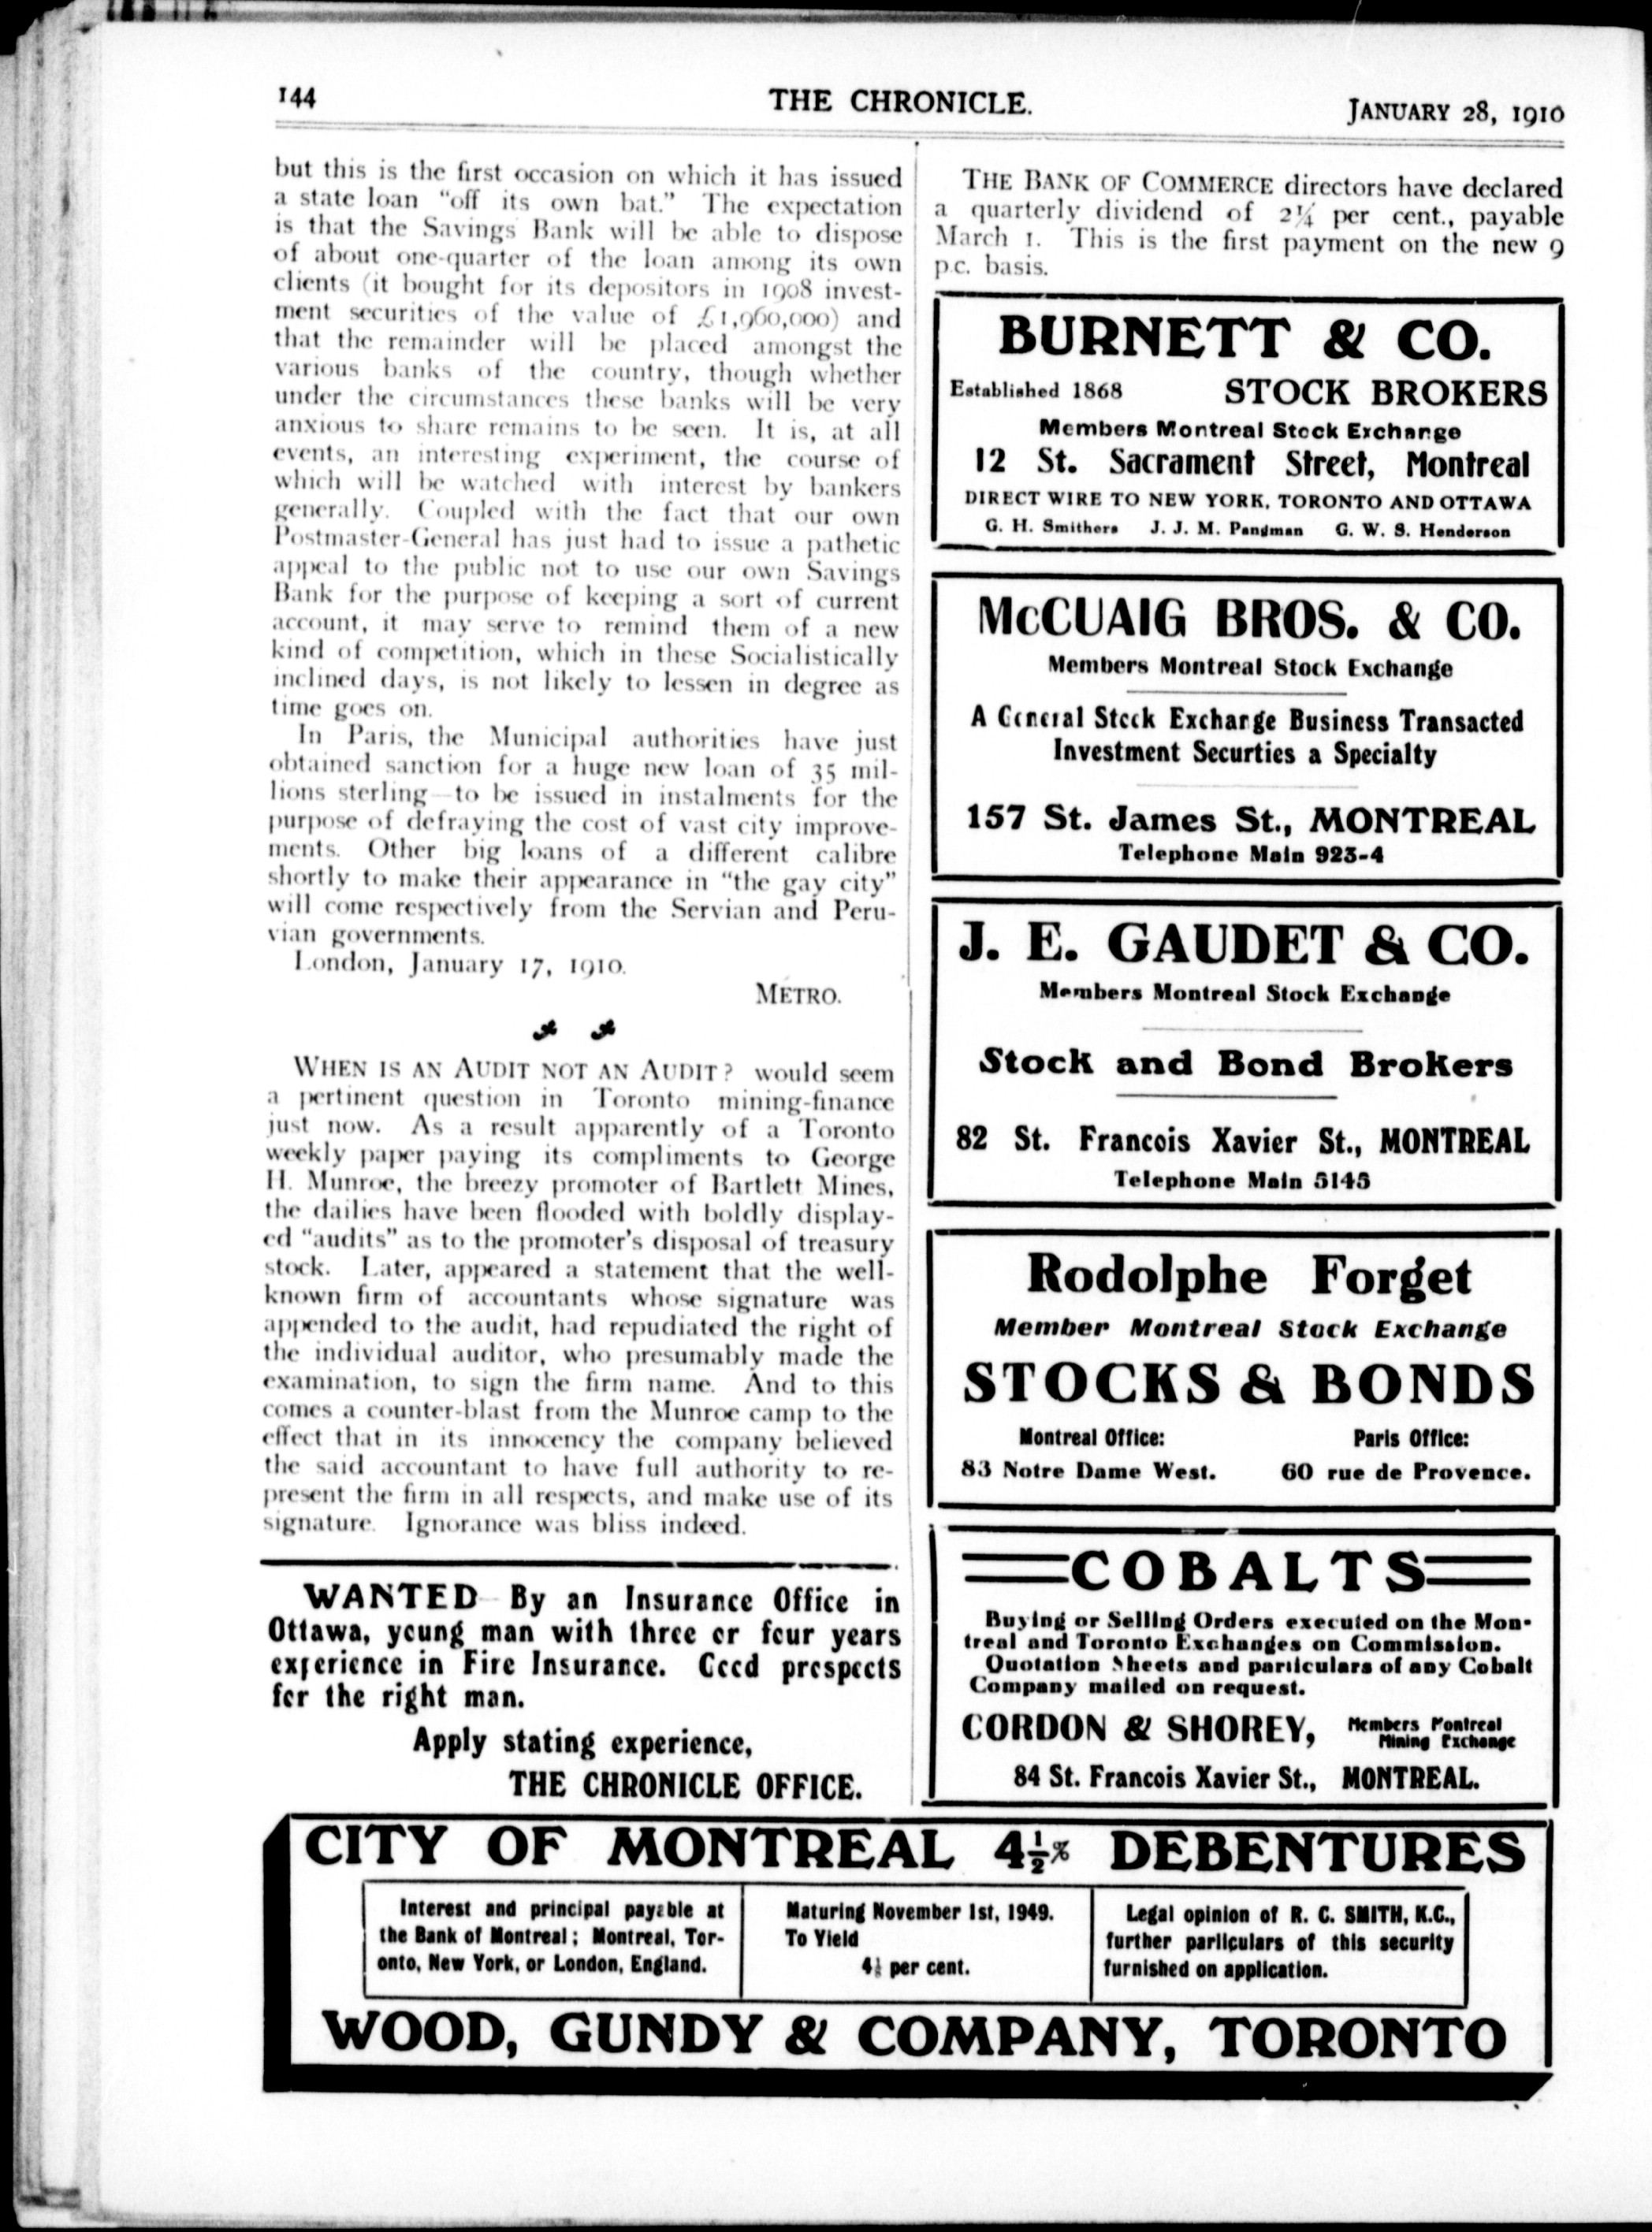 144
THE CHRONICLE.
JANUARY 28, 1910
but this is the first occasion on which it has issued
a state loan "off its own bat." The expectation
is that the Savings Bank will be able to dispose
of about one-quarter of the loan among its own
clients (it bought for its depositors in 1908 invest-
ment securities of the value of £1,960,000) and
that the remainder will be placed amongst the
various banks of the country, though whether
under the circumstances these banks will be very
anxious to share remains to be seen. It is, at all
events, an interesting experiment, the course of
which will be watched with interest by bankers
generally. Coupled with the fact that our own
Postmaster-General has just had to issue a pathetic
appeal to the public not to use our own Savings
Bank for the purpose of keeping a sort of current
account, it may serve to remind them of a new
kind of competition, which in these Socialistically
inclined days, is not likely to lessen in degree as
time goes on.
In Paris, the Municipal authorities have just
obtained sanction for a huge new loan of 35 mil-
lions sterling—to be issued in instalments for the
purpose of defraying the cost of vast city improve-
ments. Other big loans of a different calibre
shortly to make their appearance in "the gay city"
will come respectively from the Servian and Peru-
vian governments.
London, January 17, 1910.
METRO.
WHEN IS AN AUDIT NOT AN AUDIT? would seem
a pertinent question in Toronto mining-finance
just now. As a result apparently of a Toronto
weekly paper paying its compliments to George
H. Munroe, the breezy promoter of Bartlett Mines,
the dailies have been flooded with boldly display-
ed "audits" as to the promoter's disposal of treasury
stock. Later, appeared a statement that the well-
known firm of accountants whose signature was
appended to the audit, had repudiated the right of
the individual auditor, who presumably made the
examination, to sign the firm name. And to this
comes a counter-blast from the Munroe camp to the
effect that in its innocency the company believed
the said accountant to have full authority to re-
present the firm in all respects, and make use of its
signature. Ignorance was bliss indeed.
WANTED—By an Insurance Office in
Ottawa, young man with three or four years
experience in Fire Insurance. Good prospects
for the right man.
Apply stating experience,
THE CHRONICLE OFFICE.
THE BANK OF COMMERCE directors have declared
a quarterly dividend of 2¼ per cent., payable
March 1. This is the first payment on the new 9
p.c. basis.
BURNETT & CO.
Established 1868 STOCK BROKERS
Members Montreal Stock Exchange
12 St. Sacrament Street, Montreal
DIRECT WIRE TO NEW YORK, TORONTO AND OTTAWA
G. H. Smithers J. J. M. Pangman G. W. S. Henderson
McCUAIG BROS. & CO.
Members Montreal Stock Exchange
A General Stock Exchange Business Transacted
Investment Securties a Specialty
157 St. James St., MONTREAL
Telephone Main 923-4
J. E. GAUDET & CO.
Members Montreal Stock Exchange
Stock and Bond Brokers
82 St. Francois Xavier St., MONTREAL
Telephone Main 5145
Rodolphe Forget
Member Montreal Stock Exchange
STOCKS & BONDS
Montreal Office: Paris Office:
83 Notre Dame West. 60 rue de Provence.
COBALTS
Buying or Selling Orders executed on the Mon-
treal and Toronto Exchanges on Commission.
Quotation Sheets and particulars of any Cobalt
Company mailed on request.
CORDON & SHOREY, Members Montreal
Mining Exchange
84 St. Francois Xavier St., MONTREAL.
CITY OF MONTREAL 4½% DEBENTURES
Interest and principal payable at
the Bank of Montreal; Montreal, Tor-
onto, New York, or London, England.
Maturing November 1st, 1949.
To Yield
4¼ per cent.
Legal opinion of R. C. SMITH, K.C.,
further particulars of this security
furnished on application.
WOOD, GUNDY & COMPANY, TORONTO